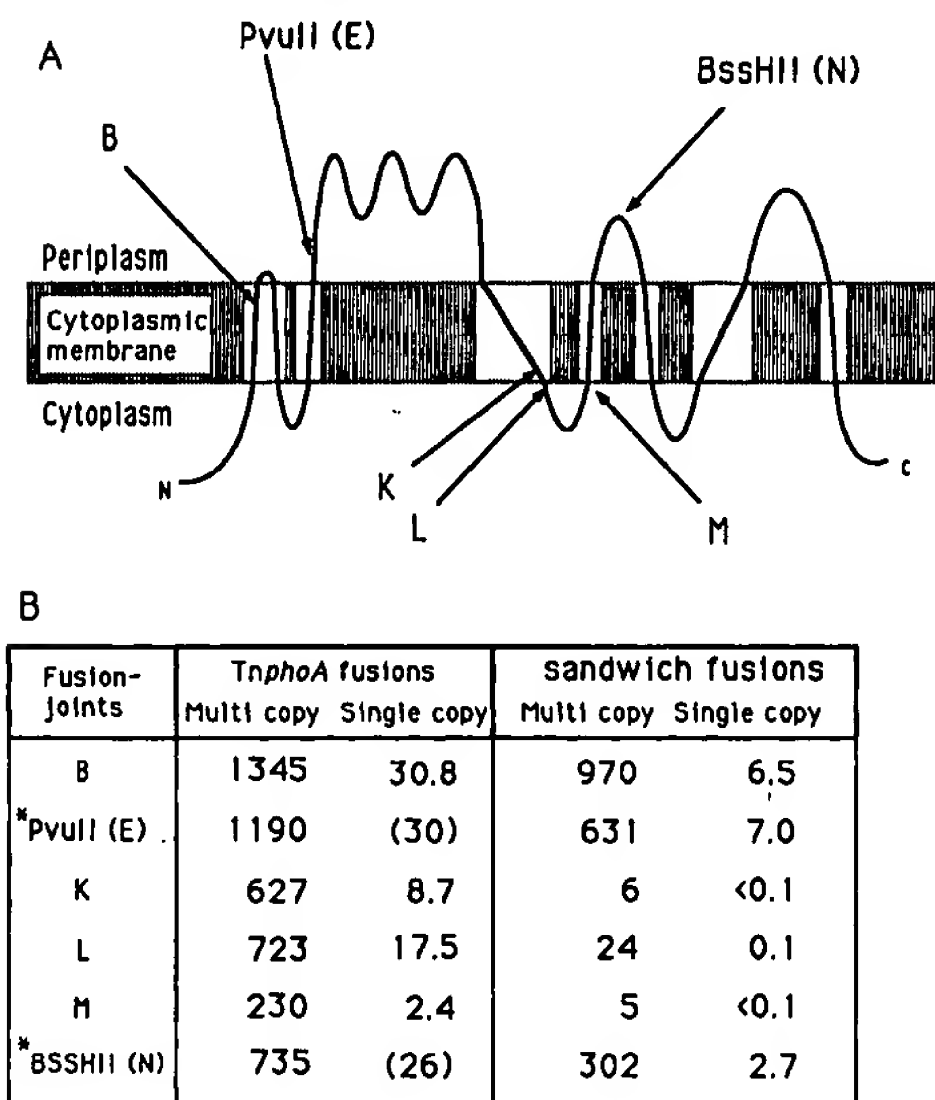 A
PvuII (E)
BssHII (N)
B
Periplasm
Cytoplasmic
membrane
Cytoplasm
N
K
L
M
C
B
Fusion-joints TnphoA fusions sandwich fusions
Multi copy Single copy Multi copy Single copy
B 1345 30.8 970 6.5
*PvuII (E) 1190 (30) 631 7.0
K 627 8.7 6 <0.1
L 723 17.5 24 0.1
M 230 2.4 5 <0.1
*BSSHII (N) 735 (26) 302 2.7